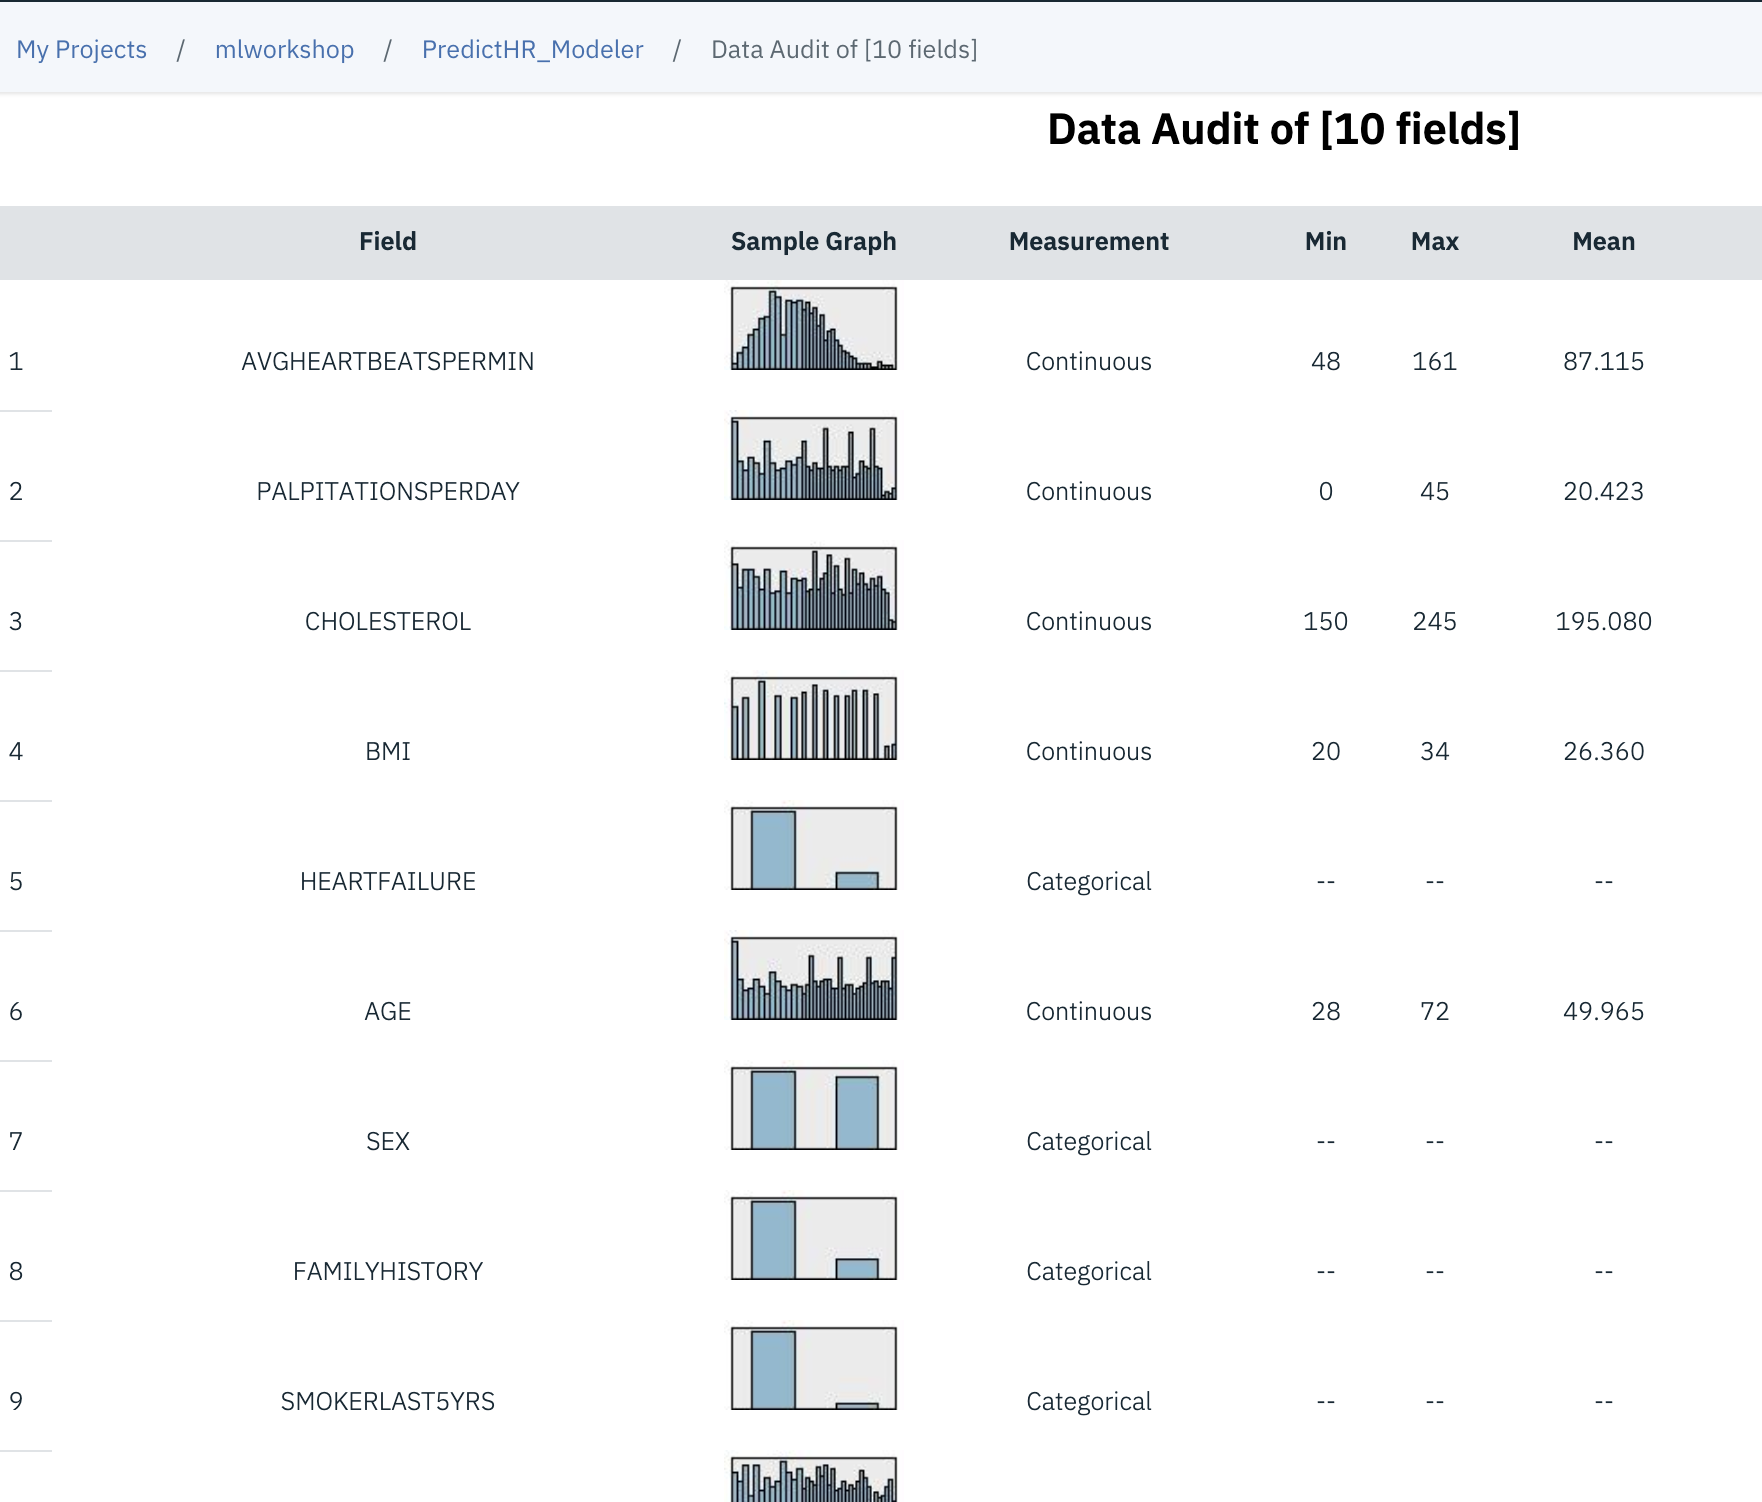 My Projects / mlworkshop / PredictHR_Modeler / Data Audit of [10 fields]
Data Audit of [10 fields]
Field Sample Graph Measurement Min Max Mean
1 AVGHEARTBEATSPERMIN Continuous 48 161 87.115
2 PALPITATIONSPERDAY Continuous 0 45 20.423
3 CHOLESTEROL Continuous 150 245 195.080
4 BMI Continuous 20 34 26.360
5 HEARTFAILURE Categorical -- -- --
6 AGE Continuous 28 72 49.965
7 SEX Categorical -- -- --
8 FAMILYHISTORY Categorical -- -- --
9 SMOKERLAST5YRS Categorical -- -- --